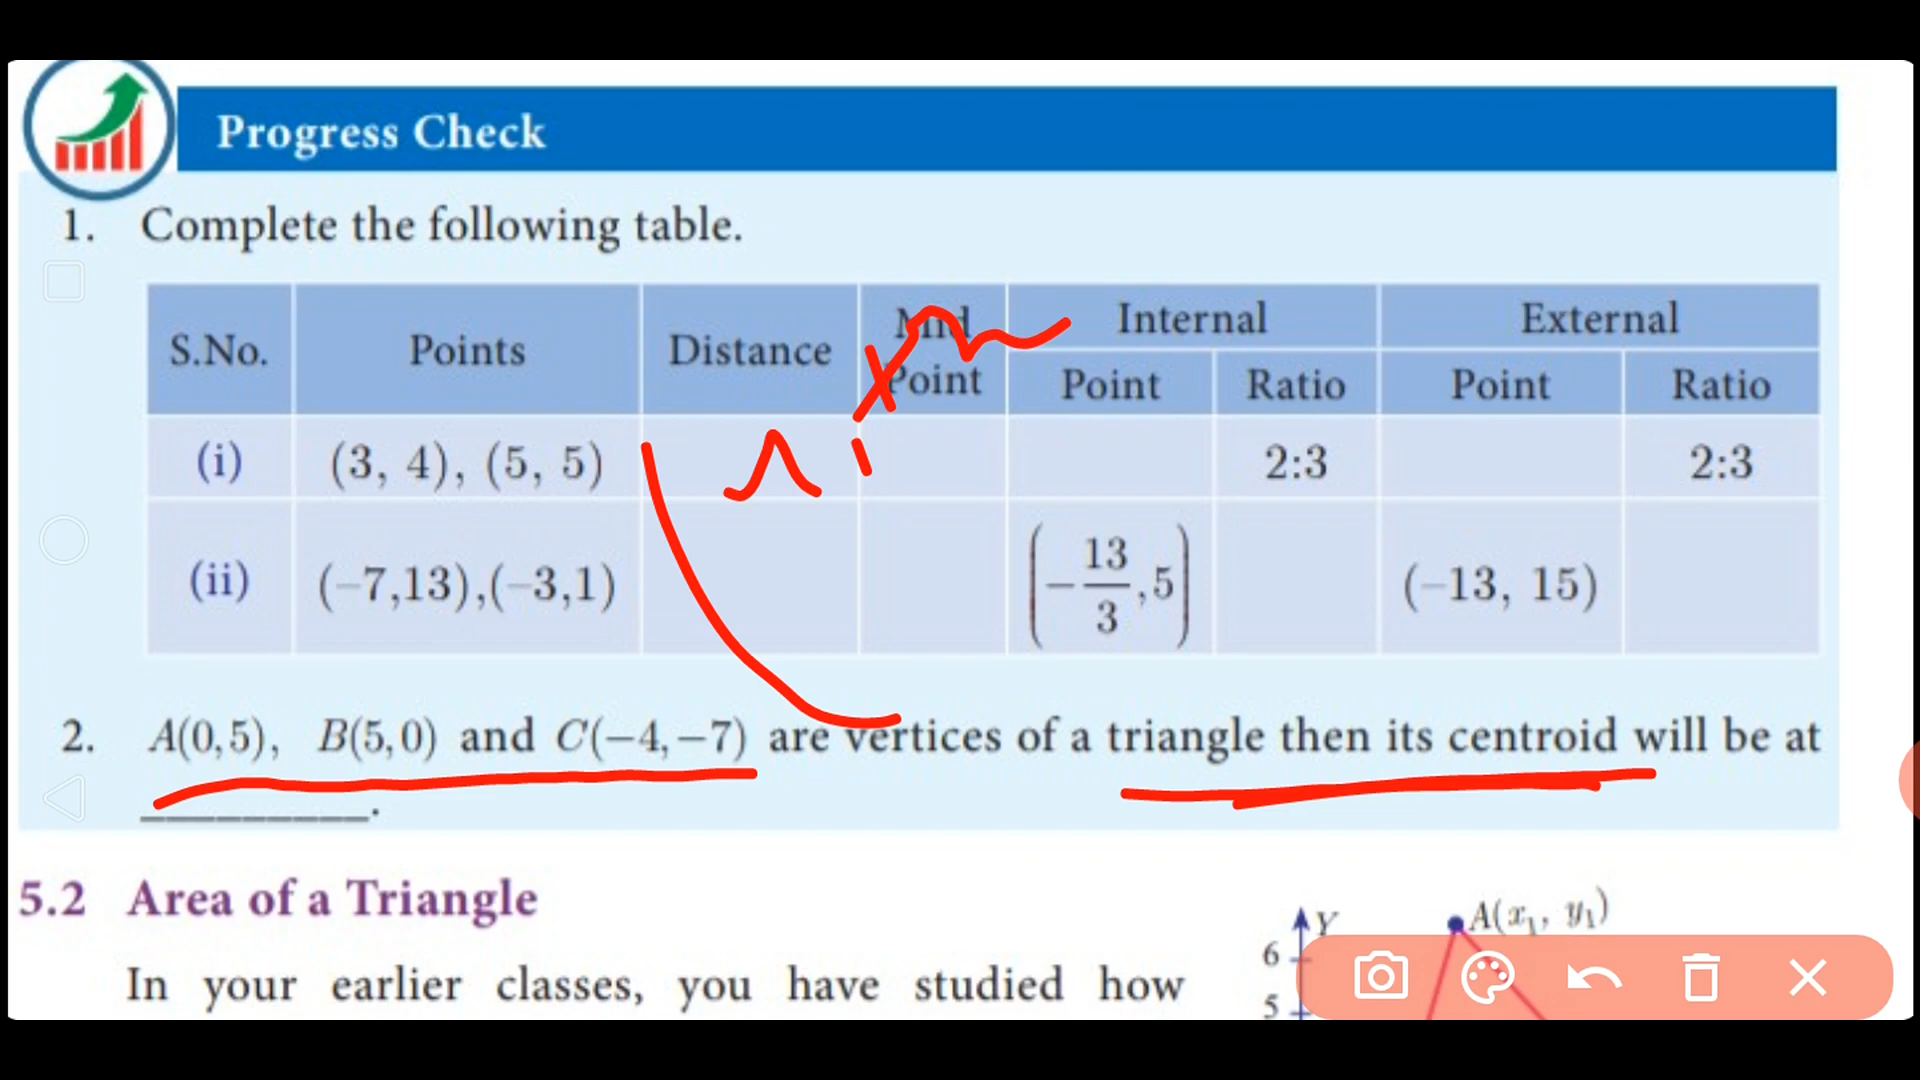 Progress Check
1. Complete the following table.
S.No. Points Distance Mid Point Internal External
Point Ratio Point Ratio
(i) (3, 4), (5, 5) 2:3 2:3
(ii) (–7,13),(–3,1) (−13/3,5) (–13, 15)
2. A(0,5), B(5,0) and C(−4,−7) are vertices of a triangle then its centroid will be at
________.
5.2 Area of a Triangle
In your earlier classes, you have studied how
Y
A(x₁, y₁)
6
5